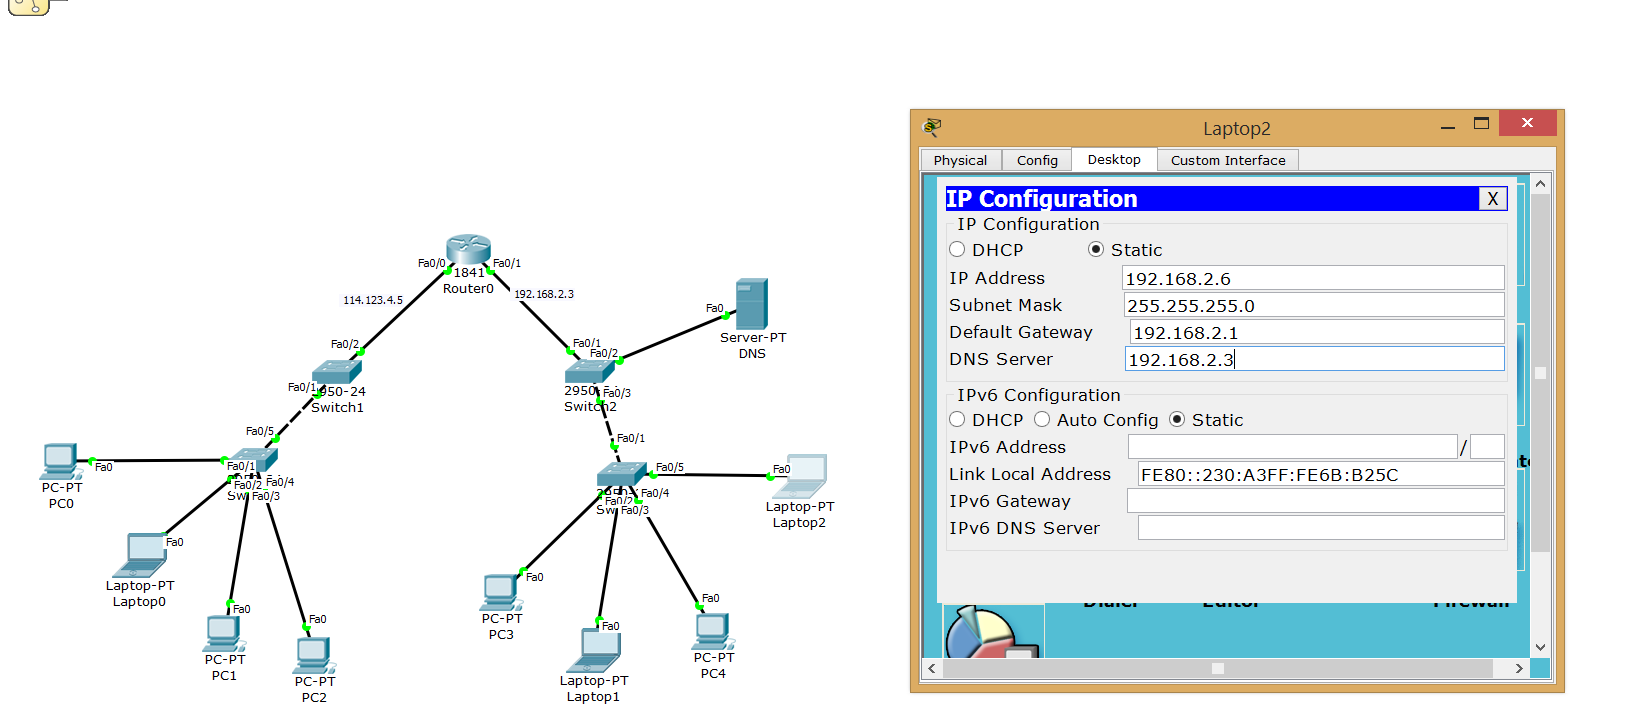 Fa0/0
Fa0/1
1841
Router0
114.123.4.5
192.168.2.3
Fa0
Server-PT
DNS
Fa0/2
Fa0/1
Fa0/2
Fa0/1
2950-24
Switch1
Fa0/3
Switch2
Fa0/5
Fa0/1
Fa0
PC-PT
PC0
Fa0/1
Fa0/2
Fa0/4
Fa0/3
Fa0/5
Fa0
Fa0/4
Fa0/2
Fa0/3
Laptop-PT
Laptop2
Fa0
Laptop-PT
Laptop0
Fa0
PC-PT
PC3
Fa0
PC-PT
PC1
Fa0
PC-PT
PC2
Fa0
Laptop-PT
Laptop1
Fa0
PC-PT
PC4
Laptop2
Physical
Config
Desktop
Custom Interface
IP Configuration
X
IP Configuration
DHCP
Static
IP Address
192.168.2.6
Subnet Mask
255.255.255.0
Default Gateway
192.168.2.1
DNS Server
192.168.2.3
IPv6 Configuration
DHCP
Auto Config
Static
IPv6 Address
/
Link Local Address
FE80::230:A3FF:FE6B:B25C
IPv6 Gateway
IPv6 DNS Server